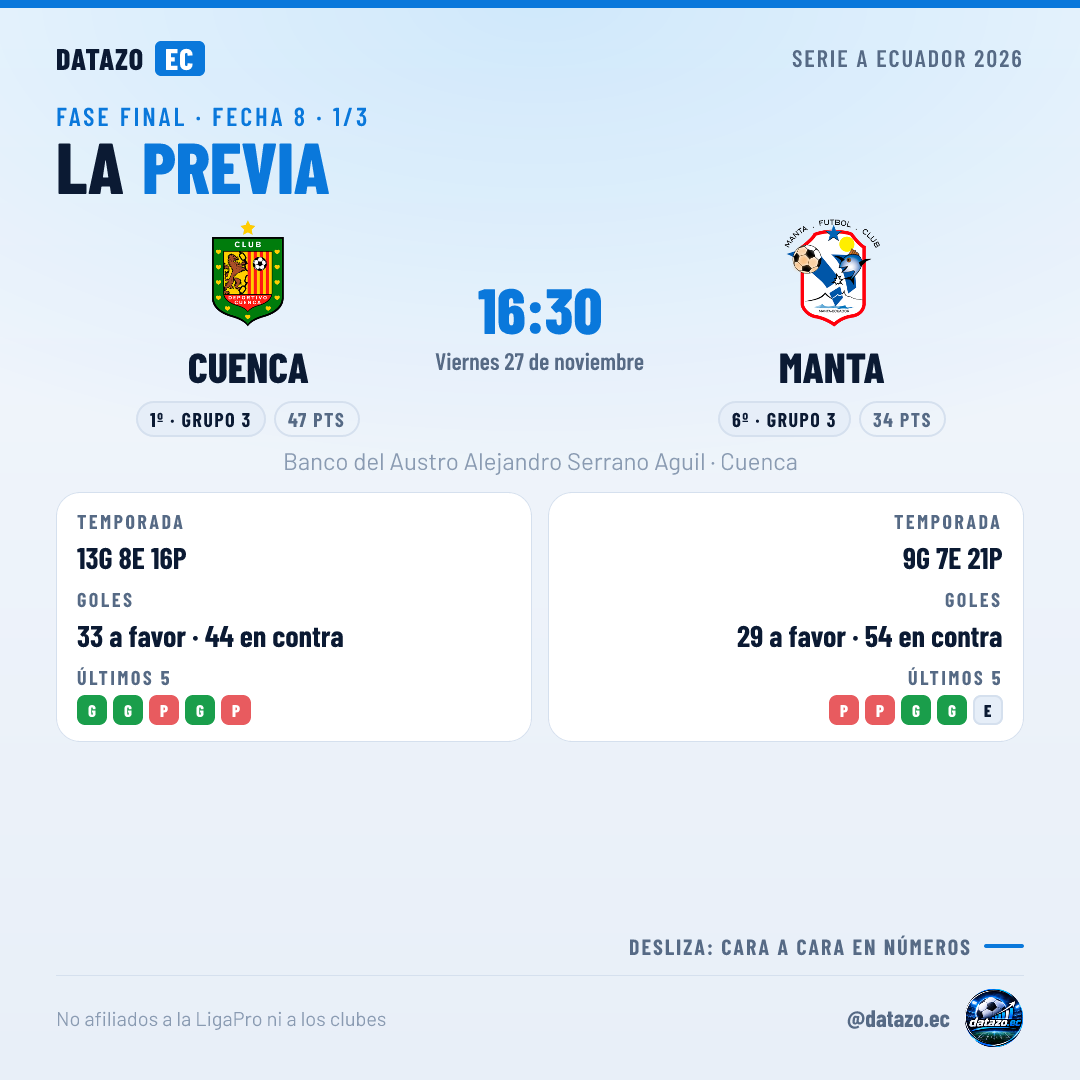 DATAZO EC
SERIE A ECUADOR 2026
FASE FINAL · FECHA 8 · 1/3
LA PREVIA
CLUB
DEPORTIVO
CUENCA
MANTA . FUTBOL . CLUB
MANTA-ECUADOR
16:30
Viernes 27 de noviembre
CUENCA
MANTA
1º · GRUPO 3
47 PTS
6º · GRUPO 3
34 PTS
Banco del Austro Alejandro Serrano Aguil · Cuenca
TEMPORADA
13G 8E 16P
GOLES
33 a favor · 44 en contra
ÚLTIMOS 5
G G P G P
TEMPORADA
9G 7E 21P
GOLES
29 a favor · 54 en contra
ÚLTIMOS 5
P P G G E
DESLIZA: CARA A CARA EN NÚMEROS
No afiliados a la LigaPro ni a los clubes
@datazo.ec
datazo.ec